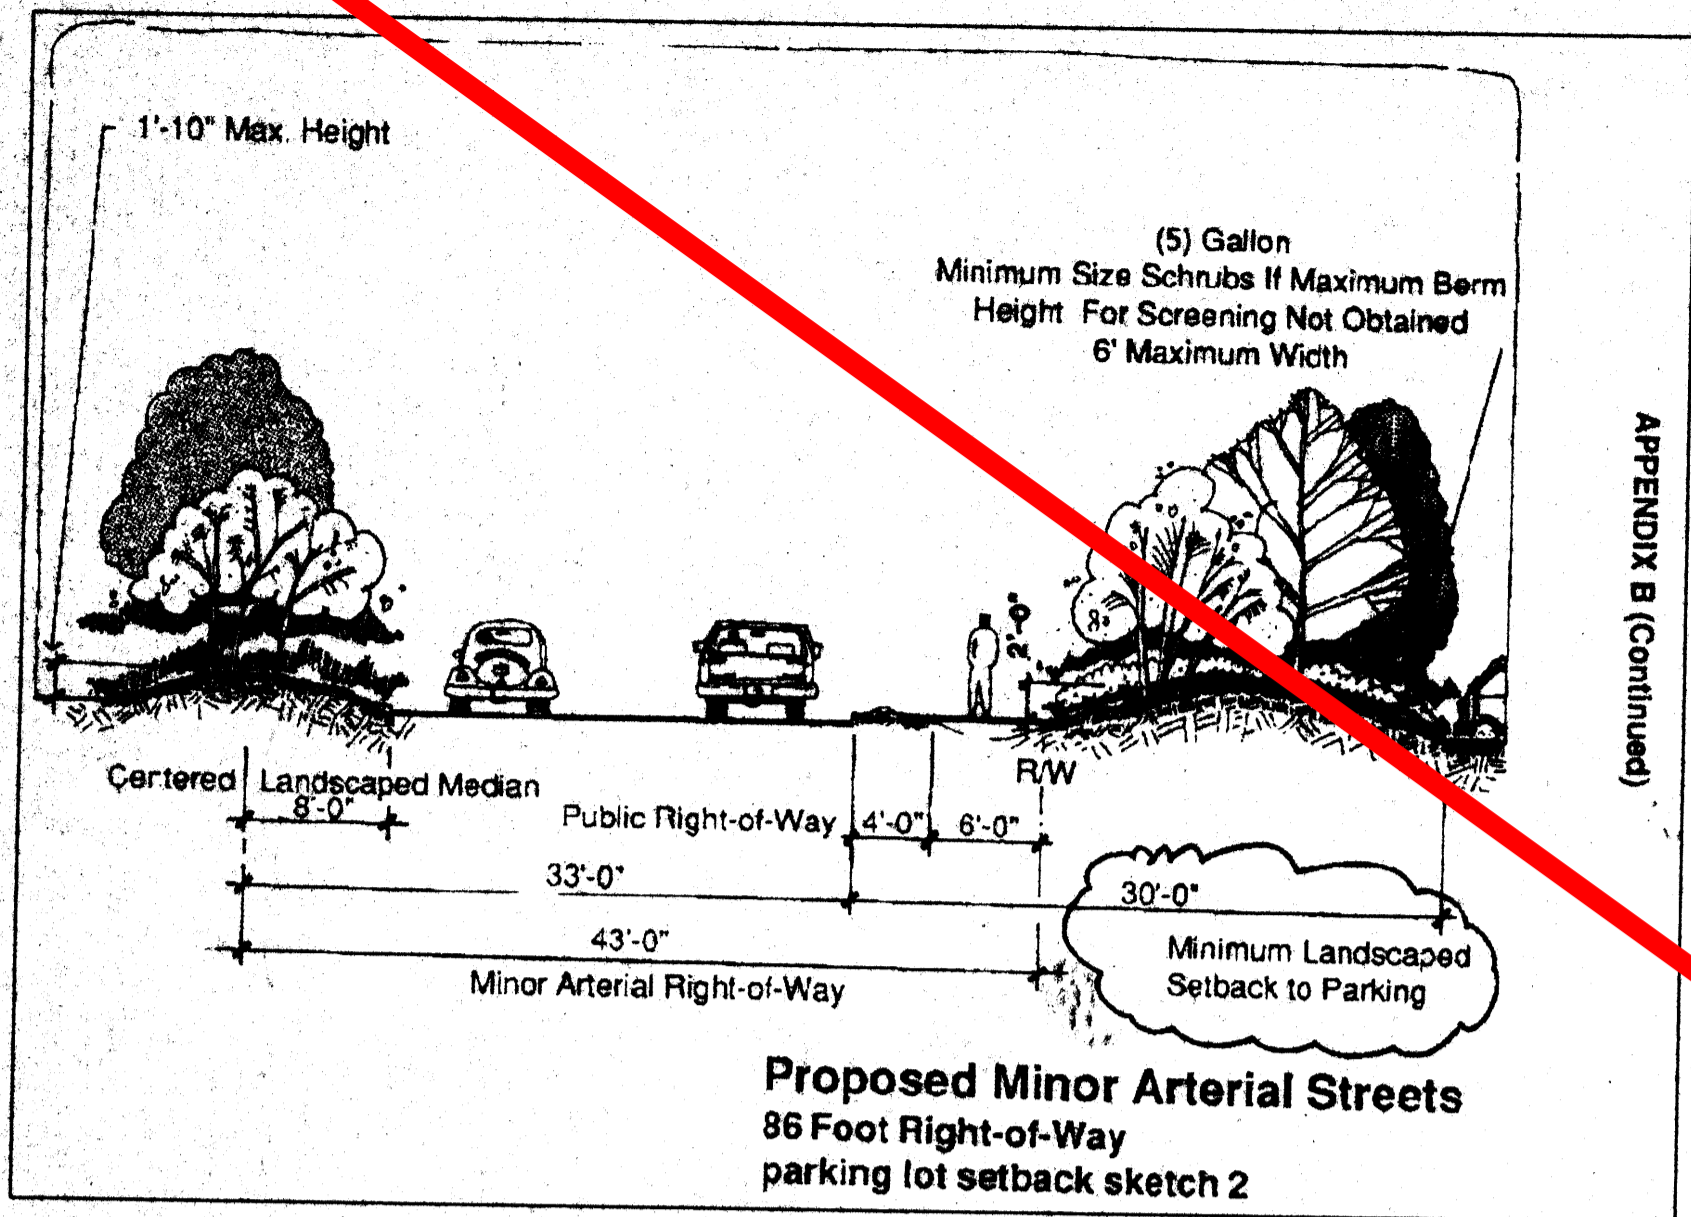 1'-10" Max. Height
(5) Gallon
Minimum Size Schrubs If Maximum Berm
Height For Screening Not Obtained
6' Maximum Width
APPENDIX B (Continued)
2'-0"
R/W
Centered Landscaped Median
8'-0"
Public Right-of-Way
4'-0"
6'-0"
33'-0"
30'-0"
43'-0"
Minor Arterial Right-of-Way
Minimum Landscaped
Setback to Parking
Proposed Minor Arterial Streets
86 Foot Right-of-Way
parking lot setback sketch 2